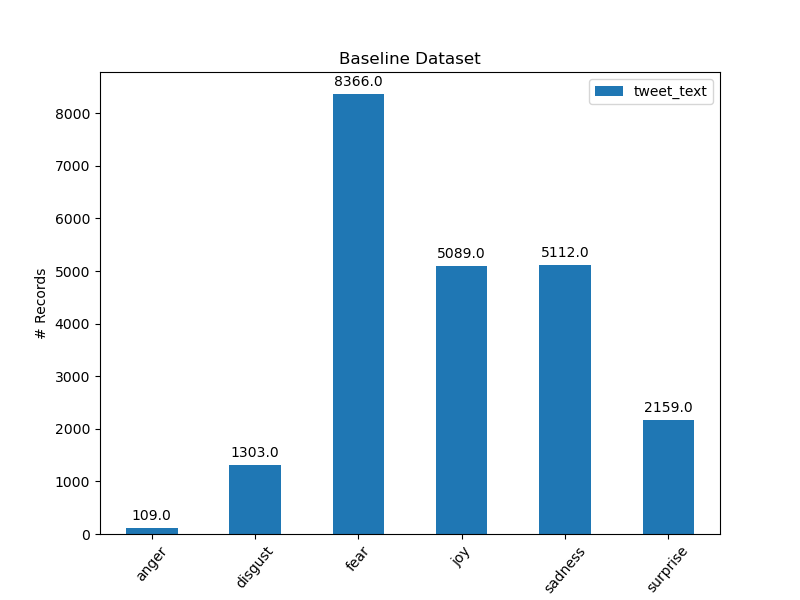 Baseline Dataset
tweet_text
# Records
8000
7000
6000
5000
4000
3000
2000
1000
0
109.0
1303.0
8366.0
5089.0
5112.0
2159.0
anger
disgust
fear
joy
sadness
surprise